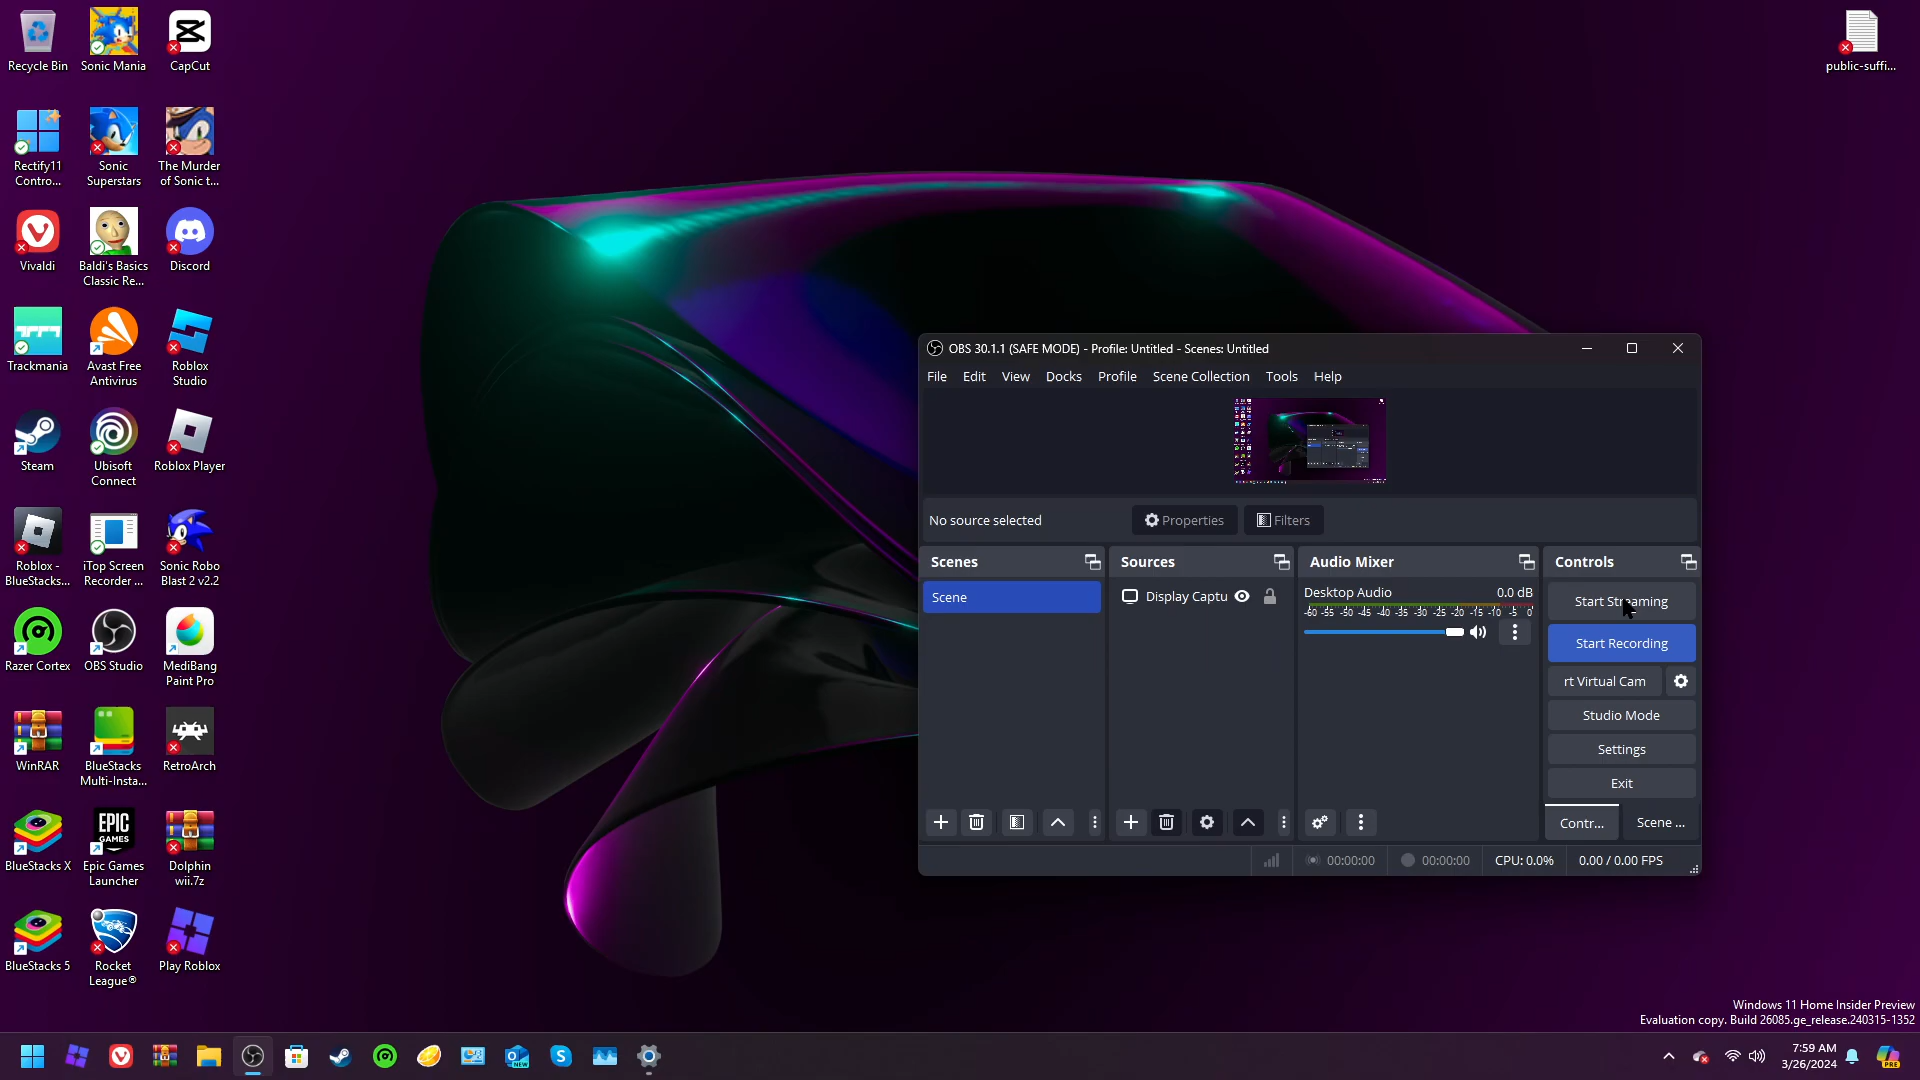 Recycle Bin
Sonic Mania
CapCut
public-suffi...
Rectify11
Contro...
Sonic
Superstars
The Murder
of Sonic t...
Vivaldi
Baldi's Basics
Classic Re...
Discord
Trackmania
Avast Free
Antivirus
Roblox
Studio
Steam
Ubisoft
Connect
Roblox Player
Roblox -
BlueStacks...
iTop Screen
Recorder ...
Sonic Robo
Blast 2 v2.2
Razer Cortex
OBS Studio
MediBang
Paint Pro
WinRAR
BlueStacks
Multi-Insta...
RetroArch
BlueStacks X
EPIC
GAMES
Epic Games
Launcher
Dolphin
wii.7z
BlueStacks 5
Rocket
League®
Play Roblox
OBS 30.1.1 (SAFE MODE) - Profile: Untitled - Scenes: Untitled
File Edit View Docks Profile Scene Collection Tools Help
No source selected
Properties
Filters
Scenes
Sources
Audio Mixer
Controls
Scene
Display Captu
Desktop Audio 0.0 dB
-60 -55 -50 -45 -40 -35 -30 -25 -20 -15 -10 -5 0
Start Streaming
Start Recording
rt Virtual Cam
Studio Mode
Settings
Exit
Contr...
Scene ...
00:00:00
00:00:00
CPU: 0.0%
0.00 / 0.00 FPS
Windows 11 Home Insider Preview
Evaluation copy. Build 26085.ge_release.240315-1352
NEW
7:59 AM
3/26/2024
PRE